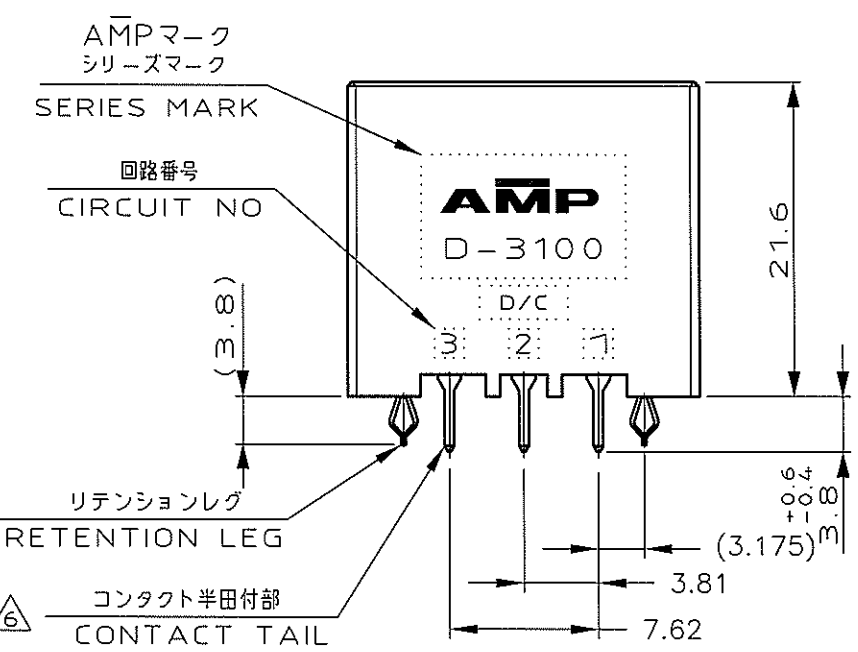 AMPマーク
シリーズマーク
SERIES MARK
回路番号
CIRCUIT NO
AMP
D-3100
D/C
3 2 1
21.6
(3.8)
リテンションレグ
RETENTION LEG
6
コンタクト半田付部
CONTACT TAIL
3.8 +0.6 -0.4
(3.175)
3.81
7.62